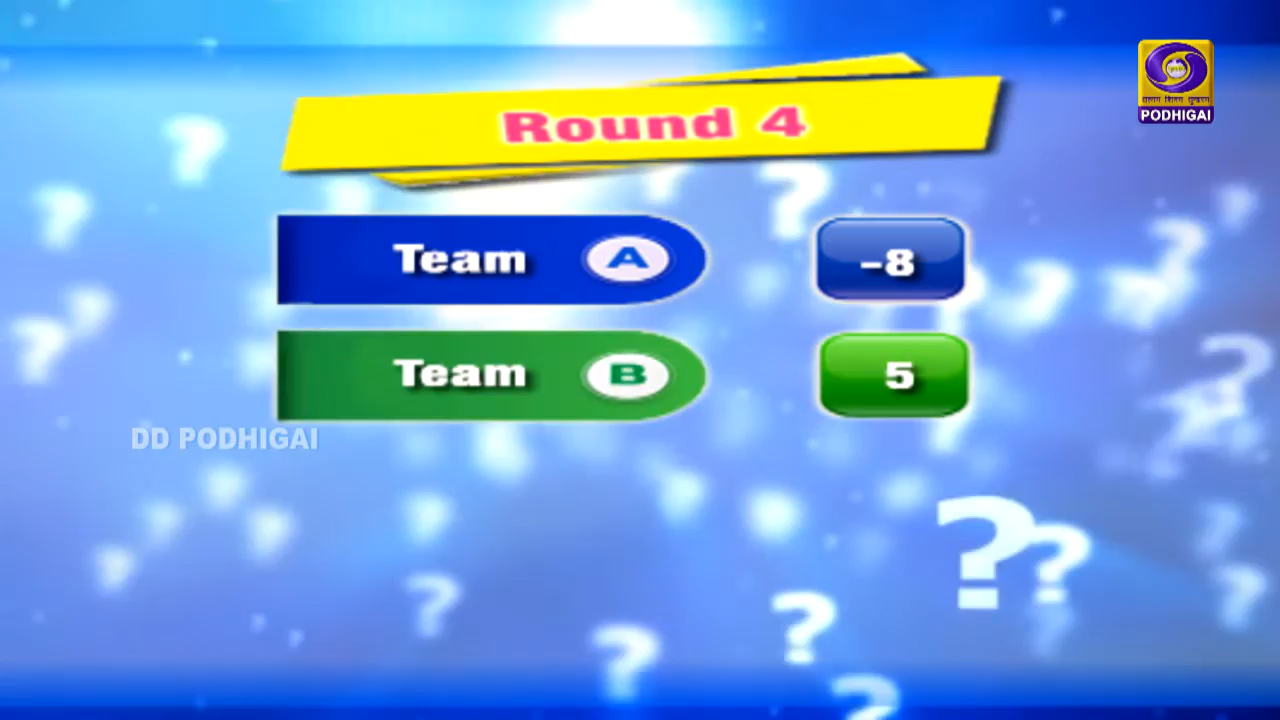 Round 4
PODHIGAI
Team A -8
Team B 5
DD PODHIGAI